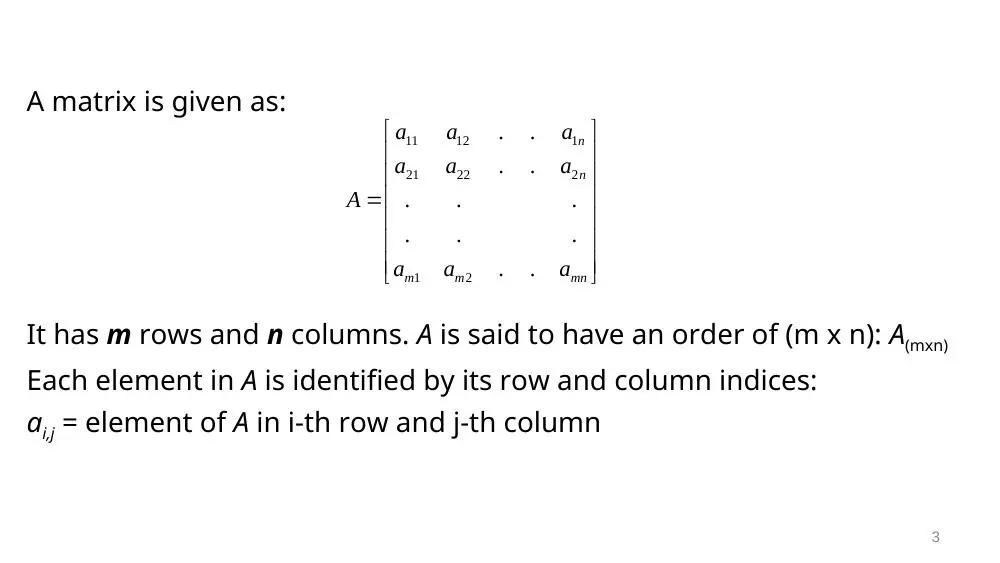 A matrix is given as:
a11 a12 . . a1n
a21 a22 . . a2n
A = . . .
. . .
am1 am2 . . amn
It has m rows and n columns. A is said to have an order of (m x n): A(mxn)
Each element in A is identified by its row and column indices:
ai,j = element of A in i-th row and j-th column
3